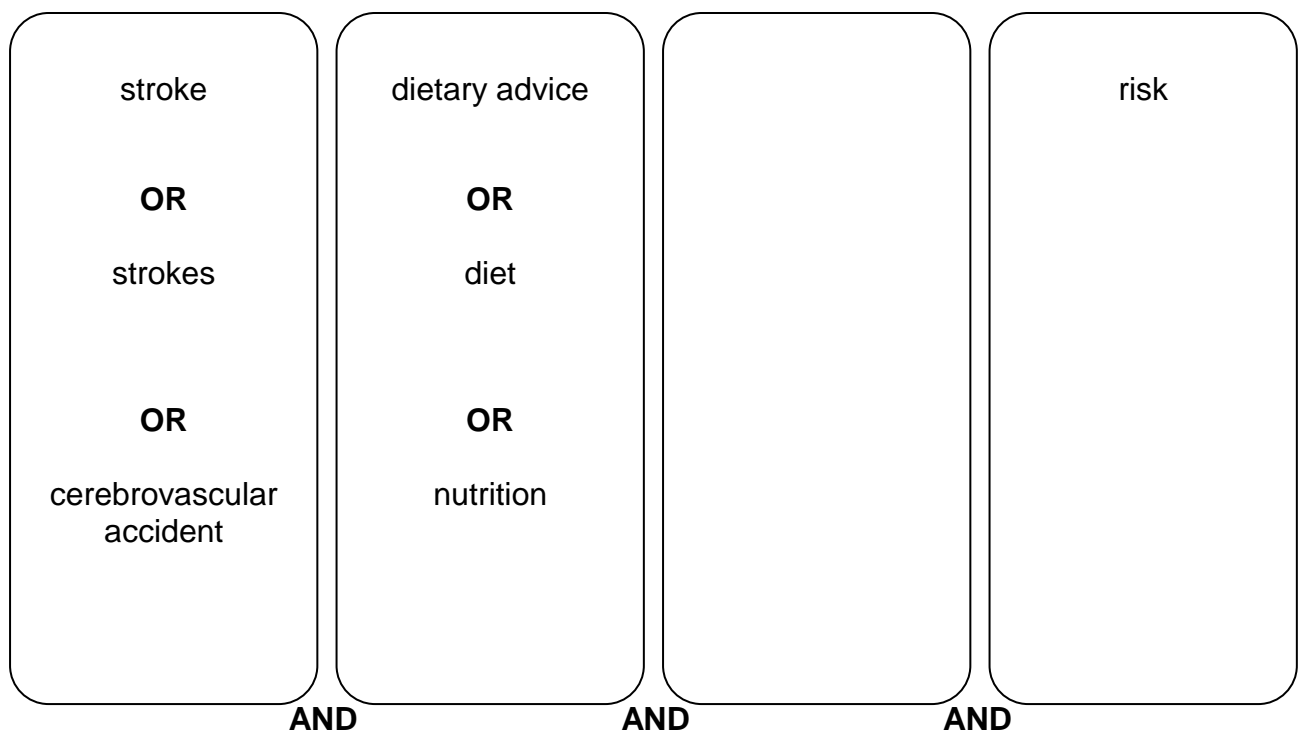 stroke
OR
strokes
OR
cerebrovascular
accident
dietary advice
OR
diet
OR
nutrition
risk
AND
AND
AND